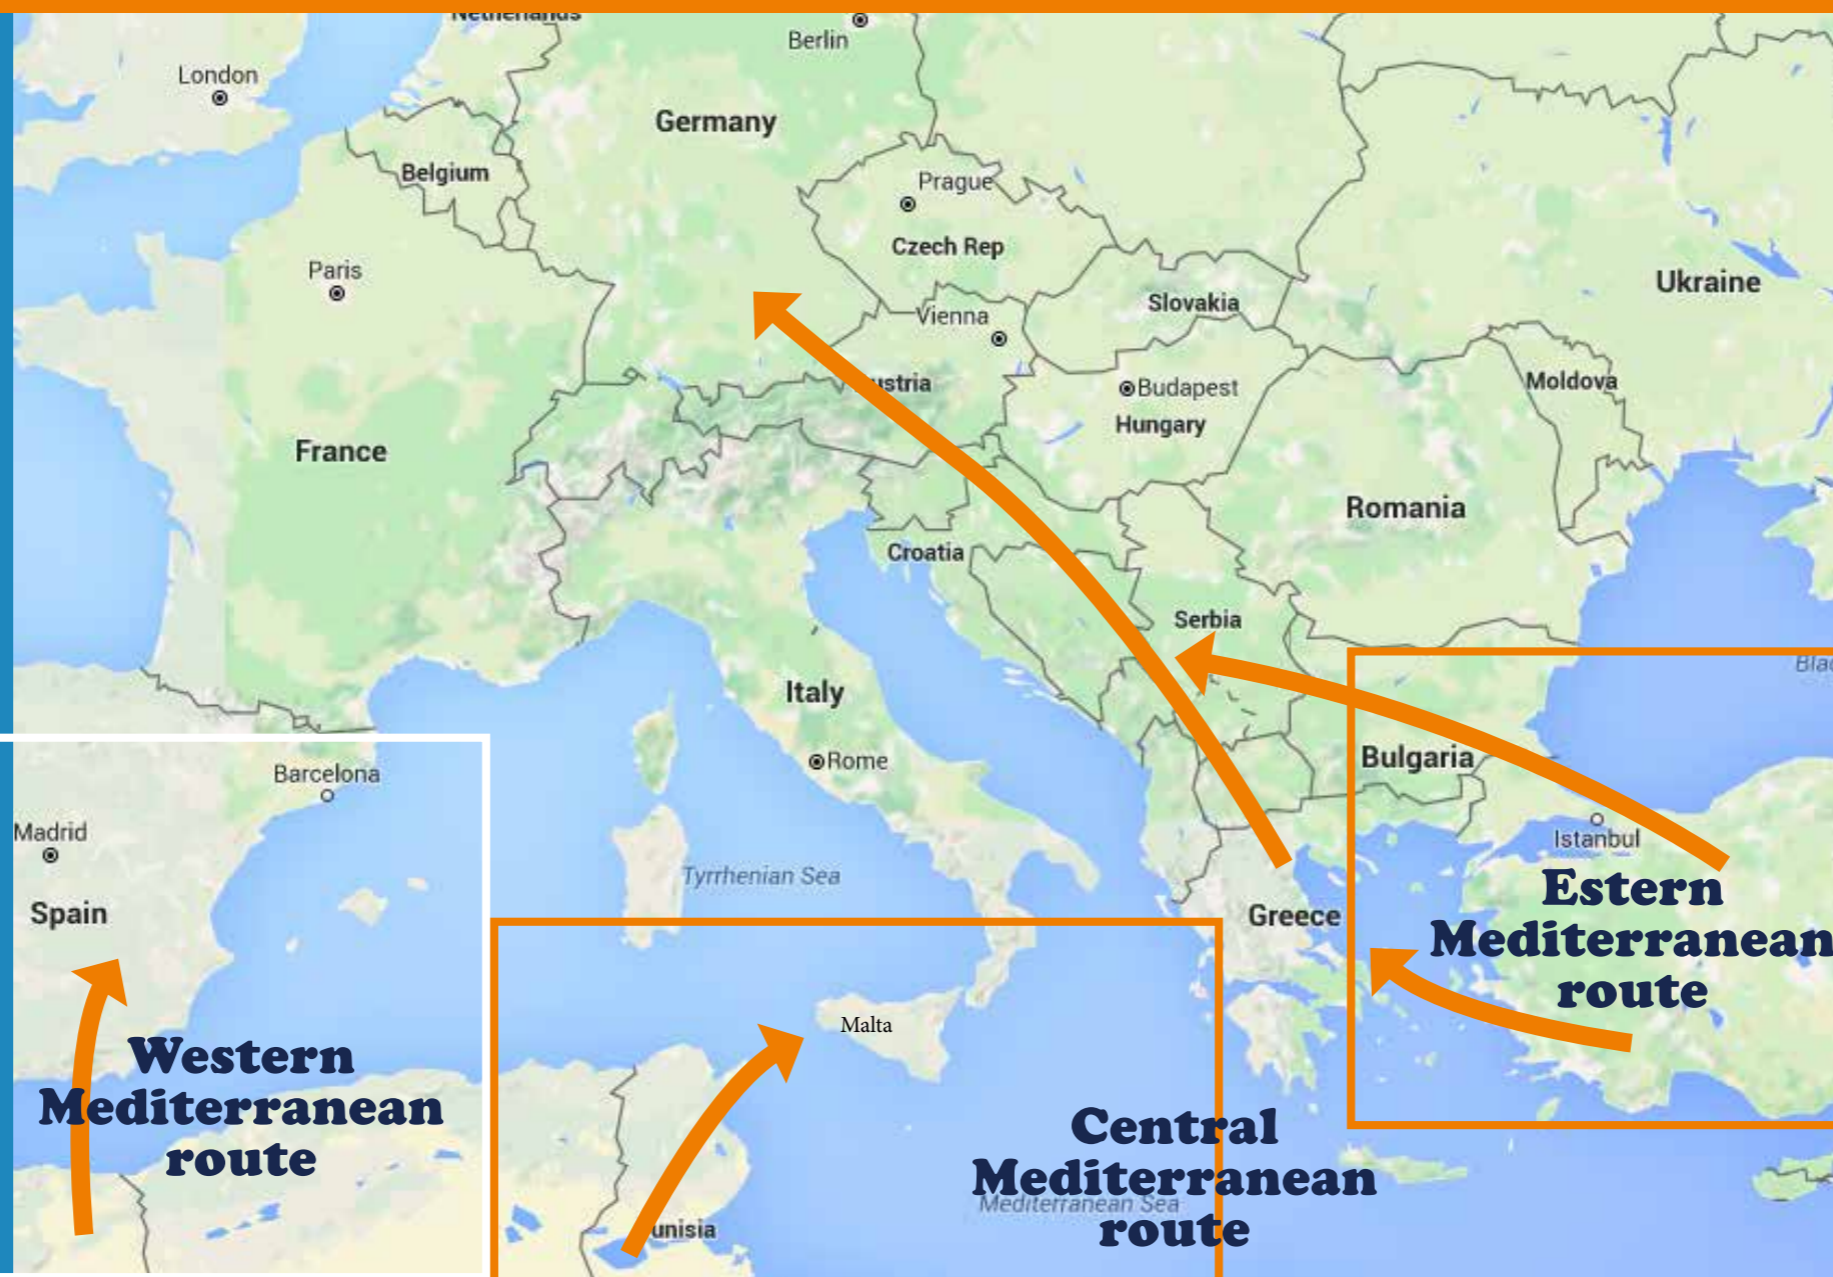 Netherlands
Berlin
London
Germany
Belgium
Prague
Czech Rep
Paris
Ukraine
Slovakia
Vienna
ustria
Budapest
Moldova
Hungary
France
Romania
Croatia
Serbia
Blac
Italy
Bulgaria
Rome
Barcelona
Madrid
Istanbul
Tyrrhenian Sea
Spain
Greece
Estern
Mediterranean
route
Malta
Western
Mediterranean
route
Central
Mediterranean
route
Mediterranean Sea
unisia